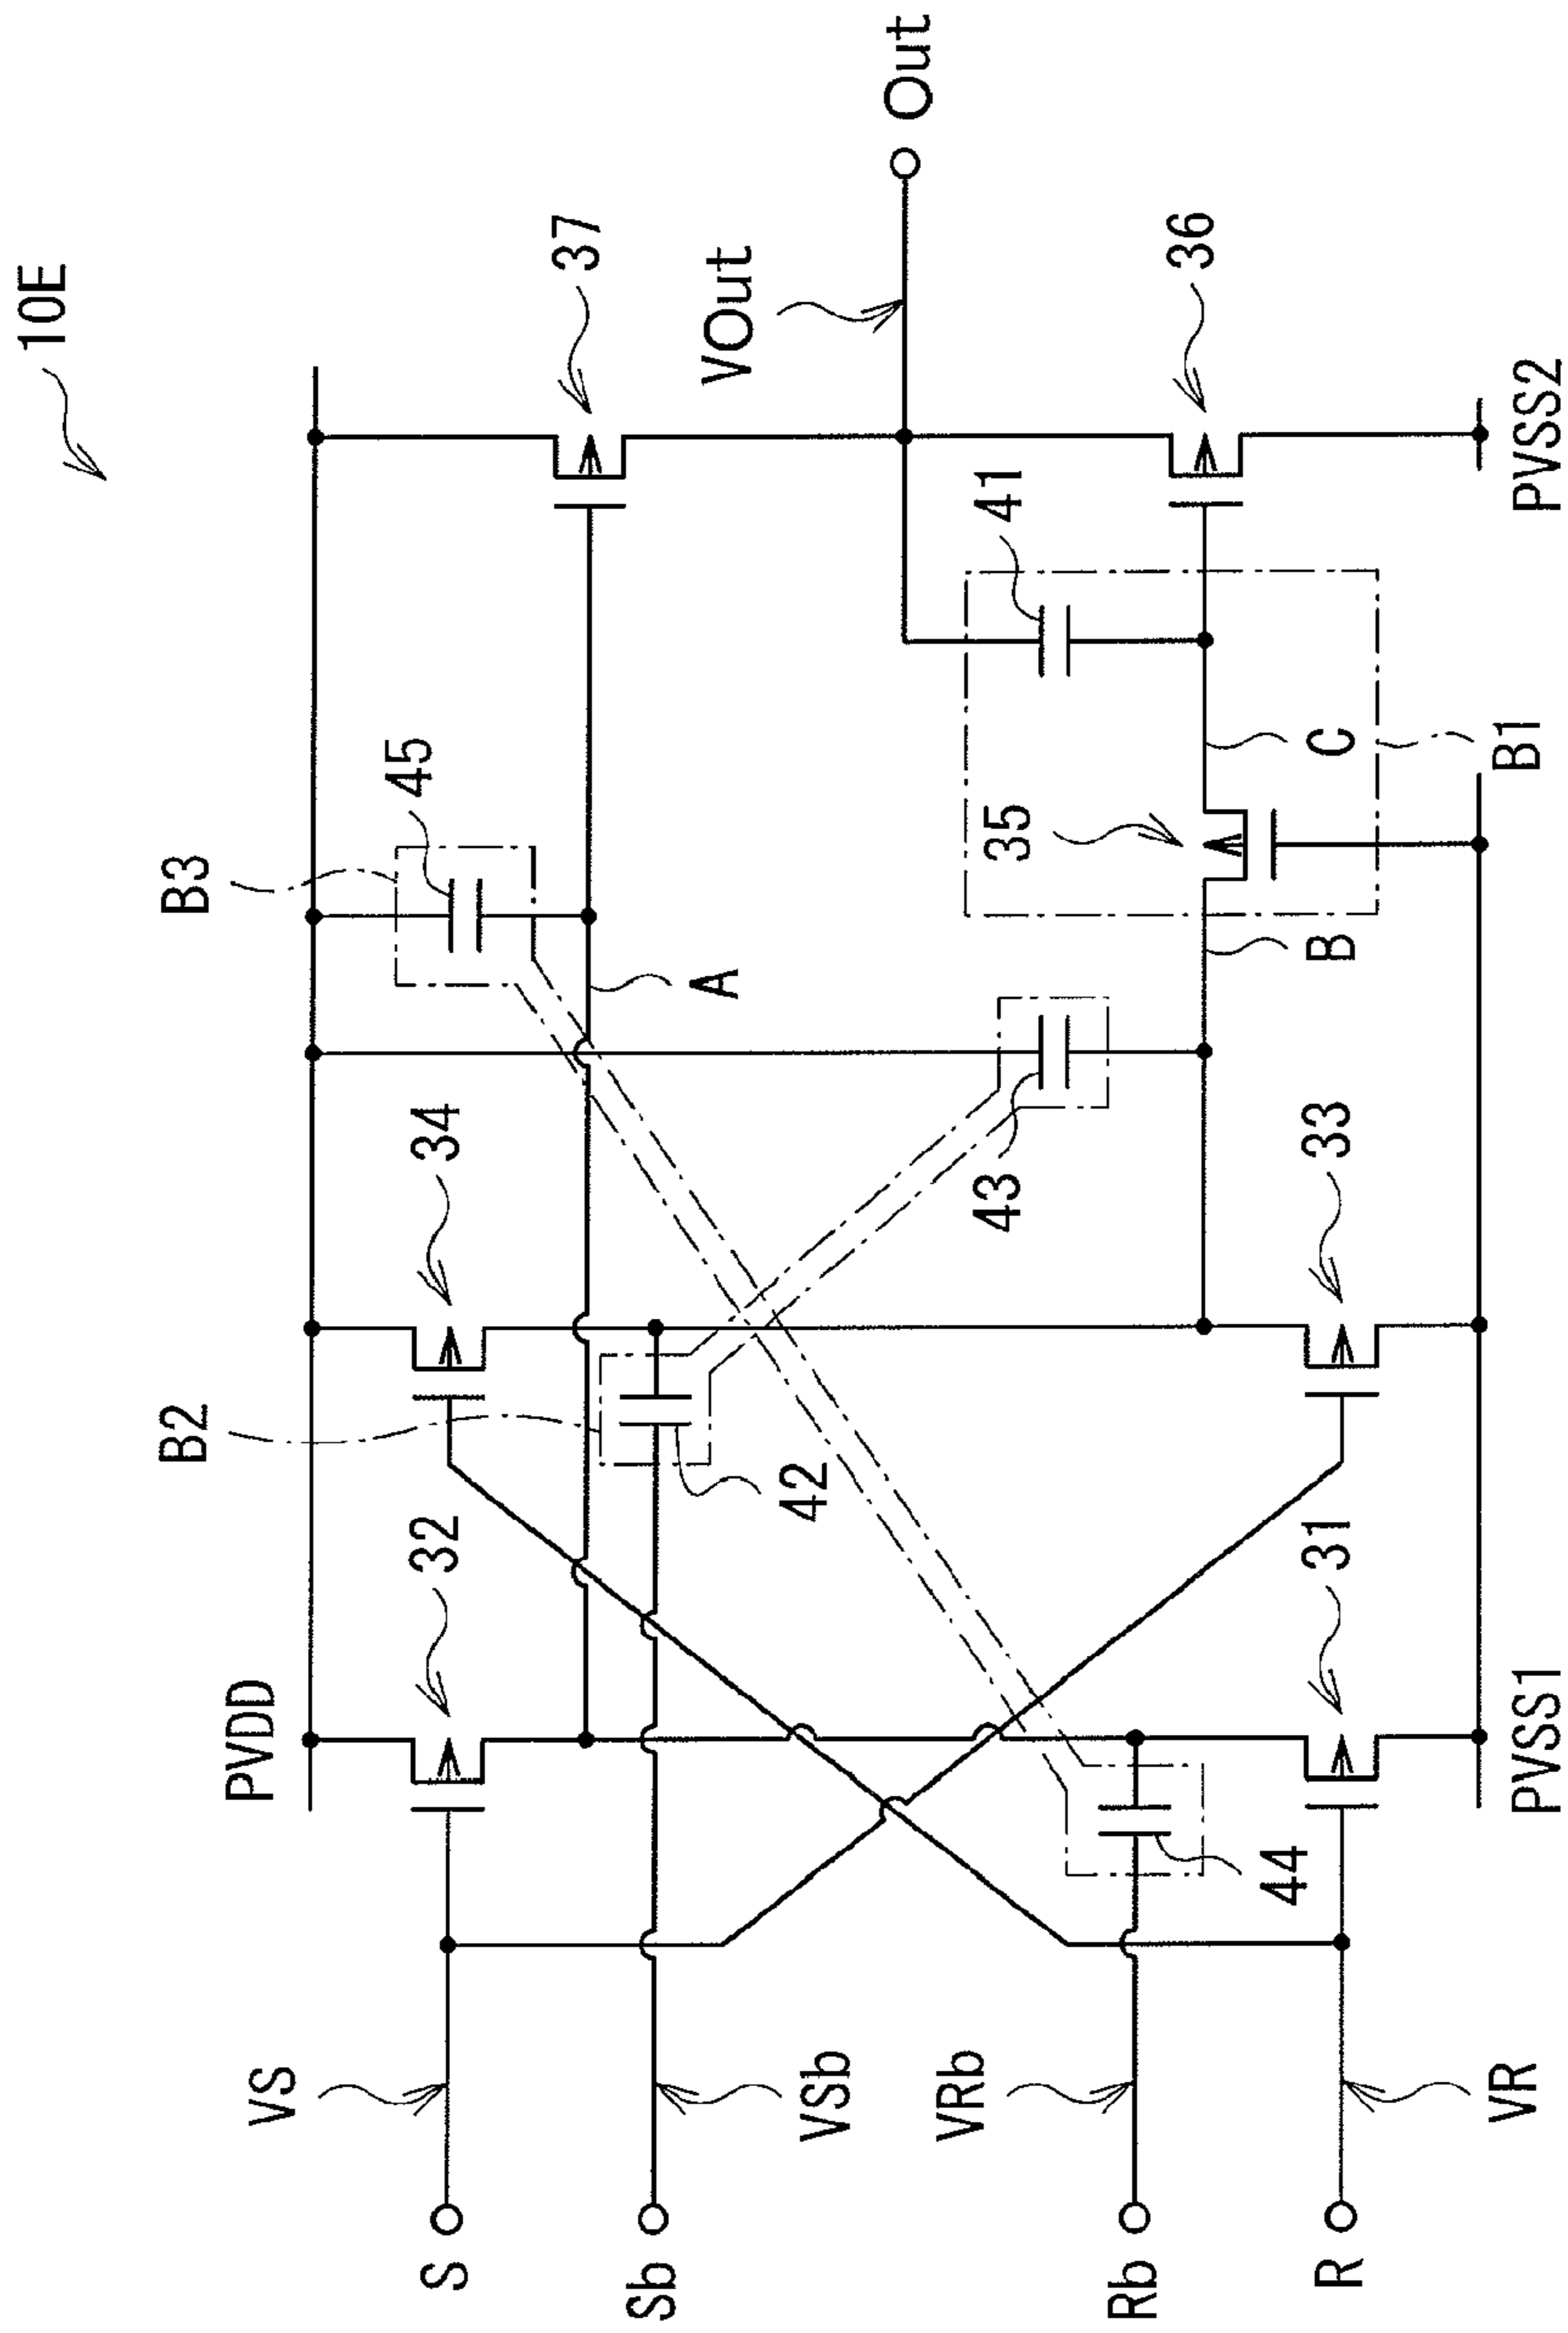 10E
PVDD
32
34
B2
B3
45
37
VS
S
A
42
VSb
Sb
43
41
VOut
Out
35
B
C
VRb
Rb
44
31
33
36
VR
R
PVSS1
B1
PVSS2